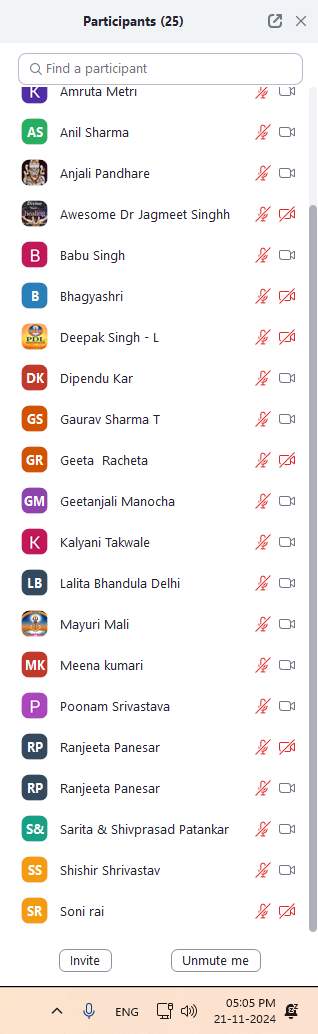 Participants (25)
Find a participant
K Amruta Metri
AS Anil Sharma
Anjali Pandhare
Awesome Dr Jagmeet Singhh
B Babu Singh
B Bhagyashri
Deepak Singh - L
DK Dipendu Kar
GS Gaurav Sharma T
GR Geeta Racheta
GM Geetanjali Manocha
K Kalyani Takwale
LB Lalita Bhandula Delhi
Mayuri Mali
MK Meena kumari
P Poonam Srivastava
RP Ranjeeta Panesar
RP Ranjeeta Panesar
S& Sarita & Shivprasad Patankar
SS Shishir Shrivastav
SR Soni rai
Invite Unmute me
ENG 05:05 PM
21-11-2024